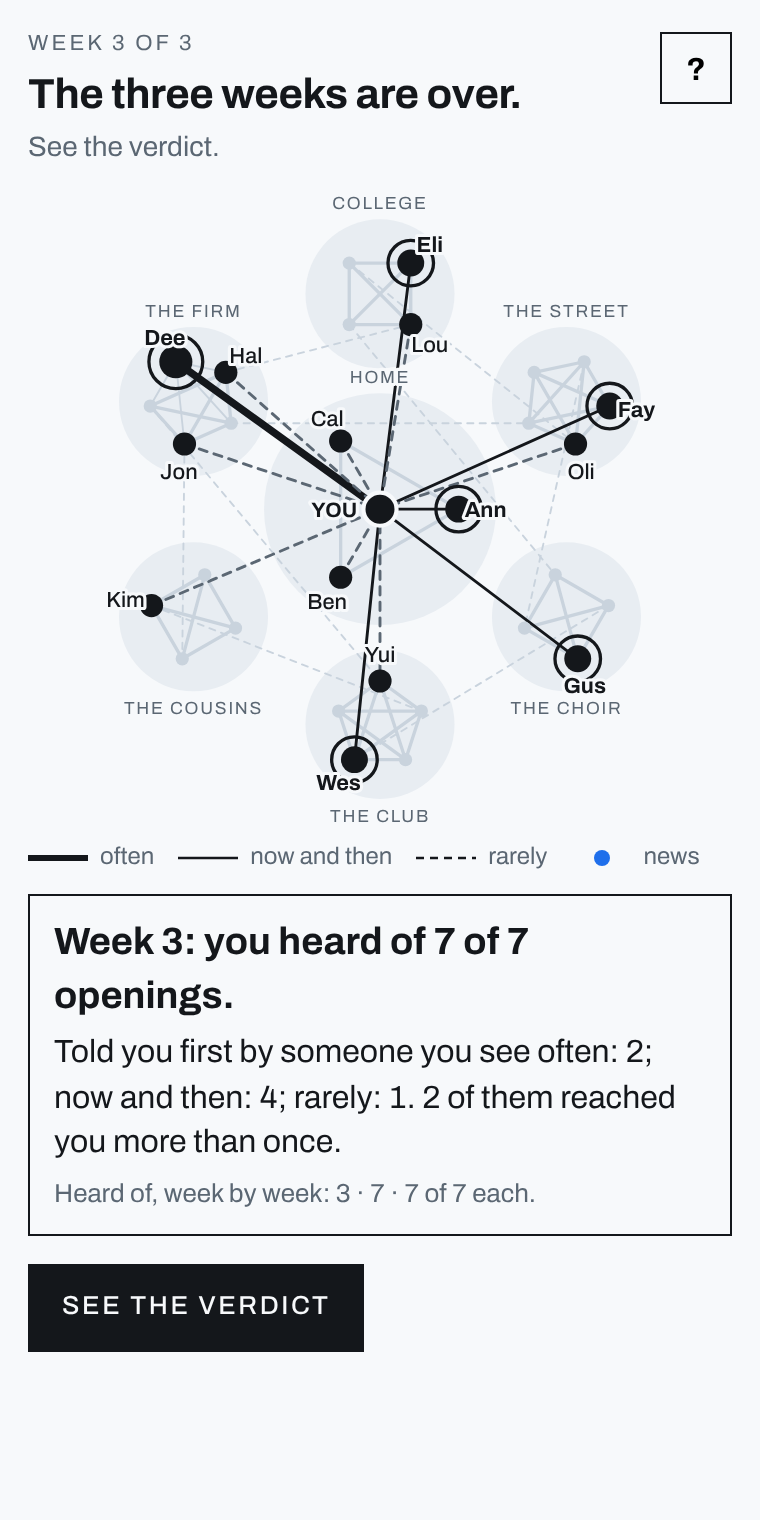 WEEK 3 OF 3
?
The three weeks are over.
See the verdict.
COLLEGE
Eli
THE FIRM
THE STREET
Dee
Hal
Lou
HOME
Cal
Fay
Jon
Oli
YOU
Ann
Kim
Ben
Yui
Gus
THE COUSINS
THE CHOIR
Wes
THE CLUB
often
now and then
rarely
news
Week 3: you heard of 7 of 7
openings.
Told you first by someone you see often: 2;
now and then: 4; rarely: 1. 2 of them reached
you more than once.
Heard of, week by week: 3 · 7 · 7 of 7 each.
SEE THE VERDICT